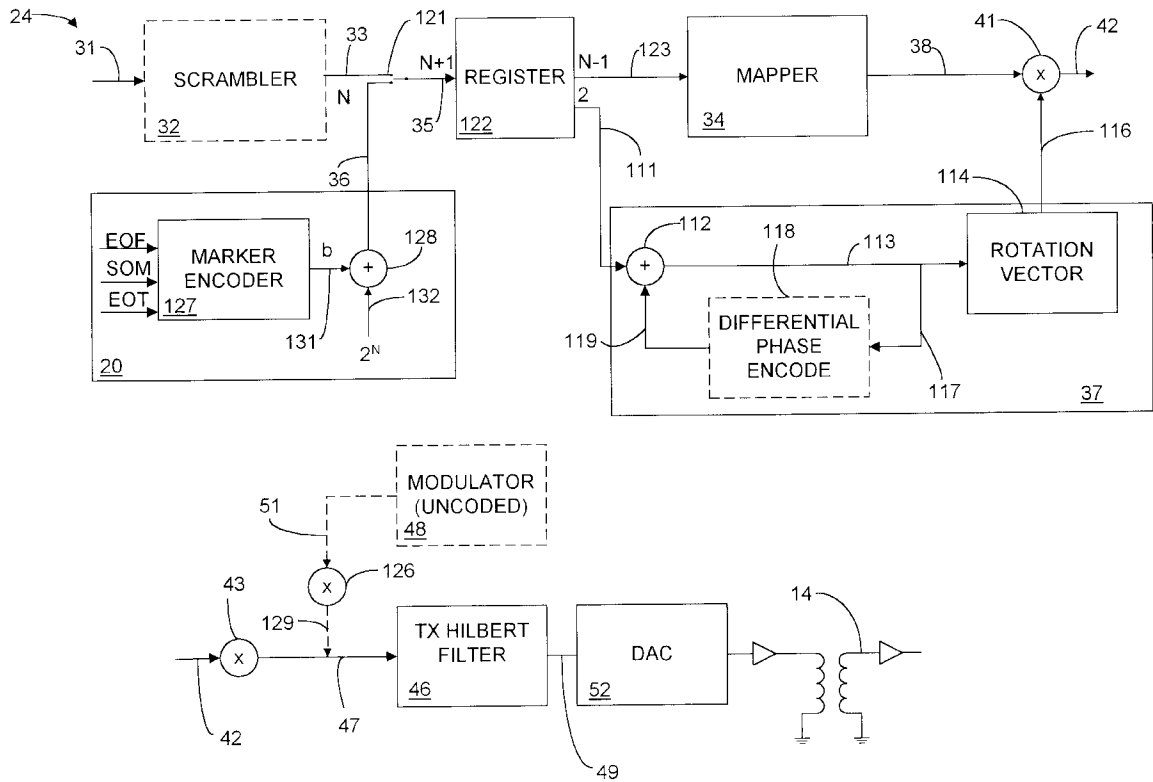 24
31
SCRAMBLER
32
33
121
N
N+1
35
REGISTER
122
N-1
123
2
111
MAPPER
34
38
41
x
42
36
116
114
EOF
SOM
EOT
MARKER
ENCODER
127
b
131
+
128
132
2^N
20
112
+
118
113
ROTATION
VECTOR
119
DIFFERENTIAL
PHASE
ENCODE
117
37
MODULATOR
(UNCODED)
48
51
x
126
129
43
x
42
47
TX HILBERT
FILTER
46
49
DAC
52
14